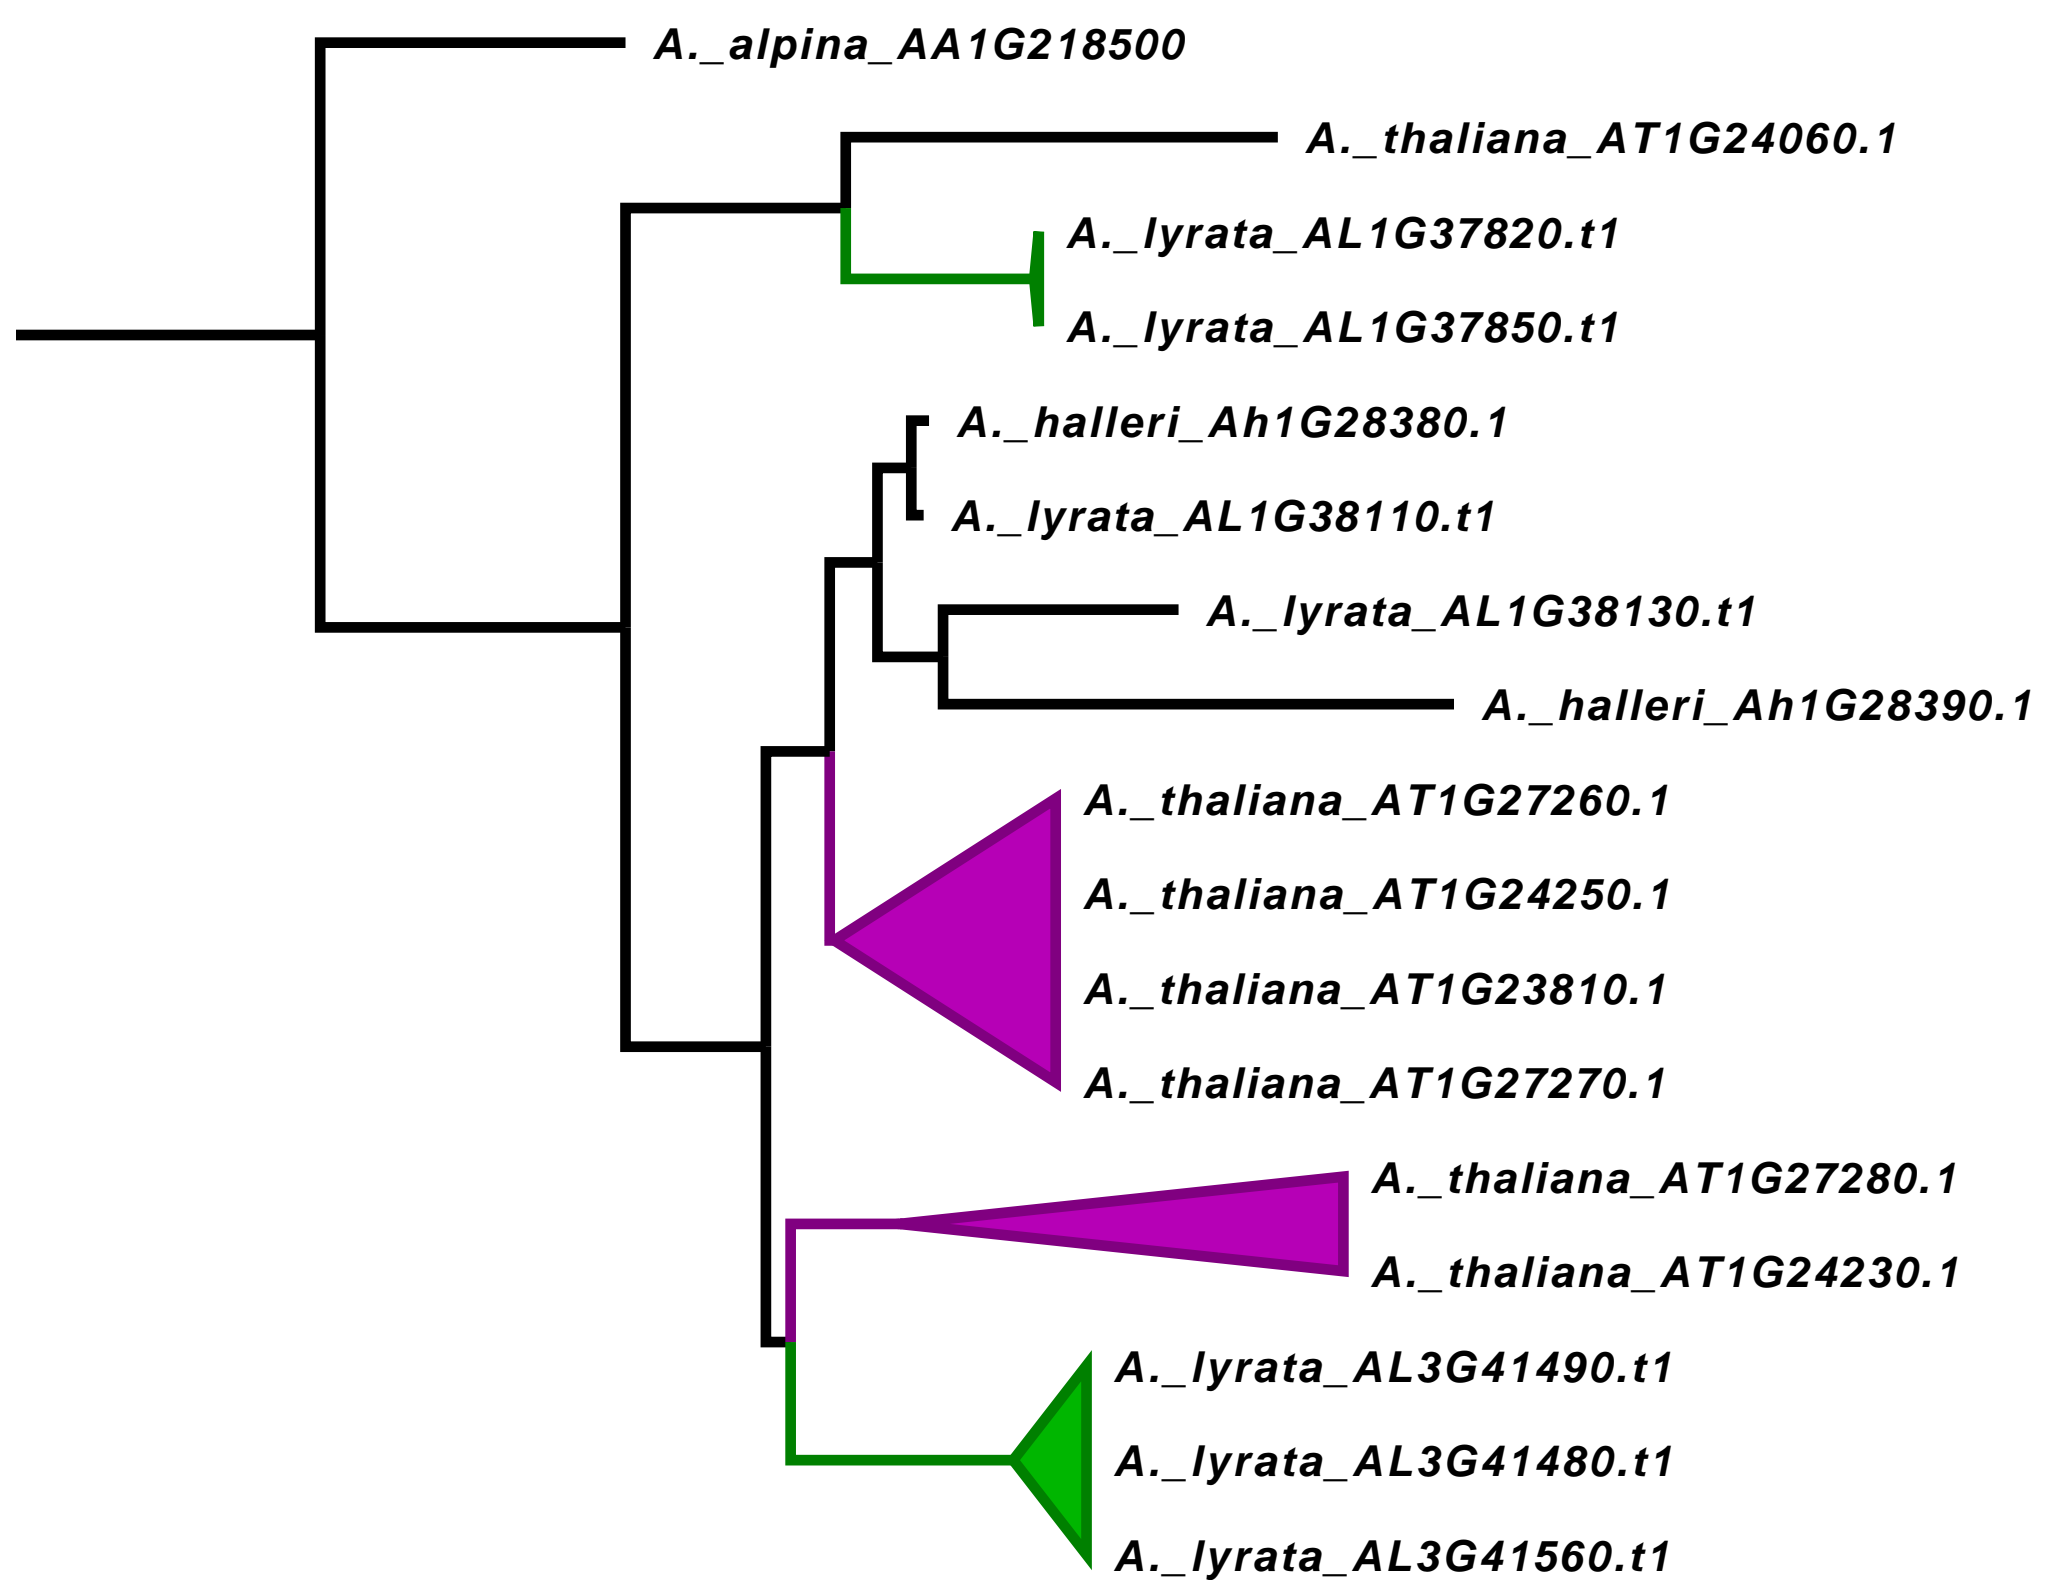 A._alpina_AA1G218500
A._thaliana_AT1G24060.1
A._lyrata_AL1G37820.t1
A._lyrata_AL1G37850.t1
A._halleri_Ah1G28380.1
A._lyrata_AL1G38110.t1
A._lyrata_AL1G38130.t1
A._halleri_Ah1G28390.1
A._thaliana_AT1G27260.1
A._thaliana_AT1G24250.1
A._thaliana_AT1G23810.1
A._thaliana_AT1G27270.1
A._thaliana_AT1G27280.1
A._thaliana_AT1G24230.1
A._lyrata_AL3G41490.t1
A._lyrata_AL3G41480.t1
A._lyrata_AL3G41560.t1